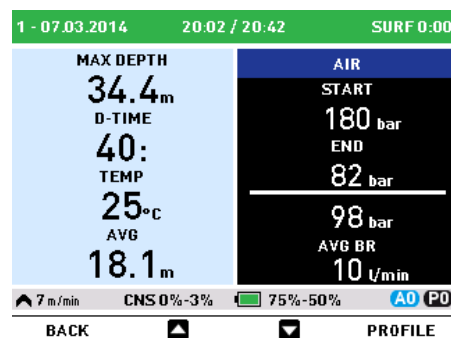 1 - 07.03.2014 20:02 / 20:42 SURF 0:00
MAX DEPTH
34.4m
D-TIME
40:
TEMP
25°C
AVG
18.1m
AIR
START
180 bar
END
82 bar
98 bar
AVG BR
10 ℓ/min
7 m/min CNS 0%-3% 75%-50% A0 P0
BACK PROFILE